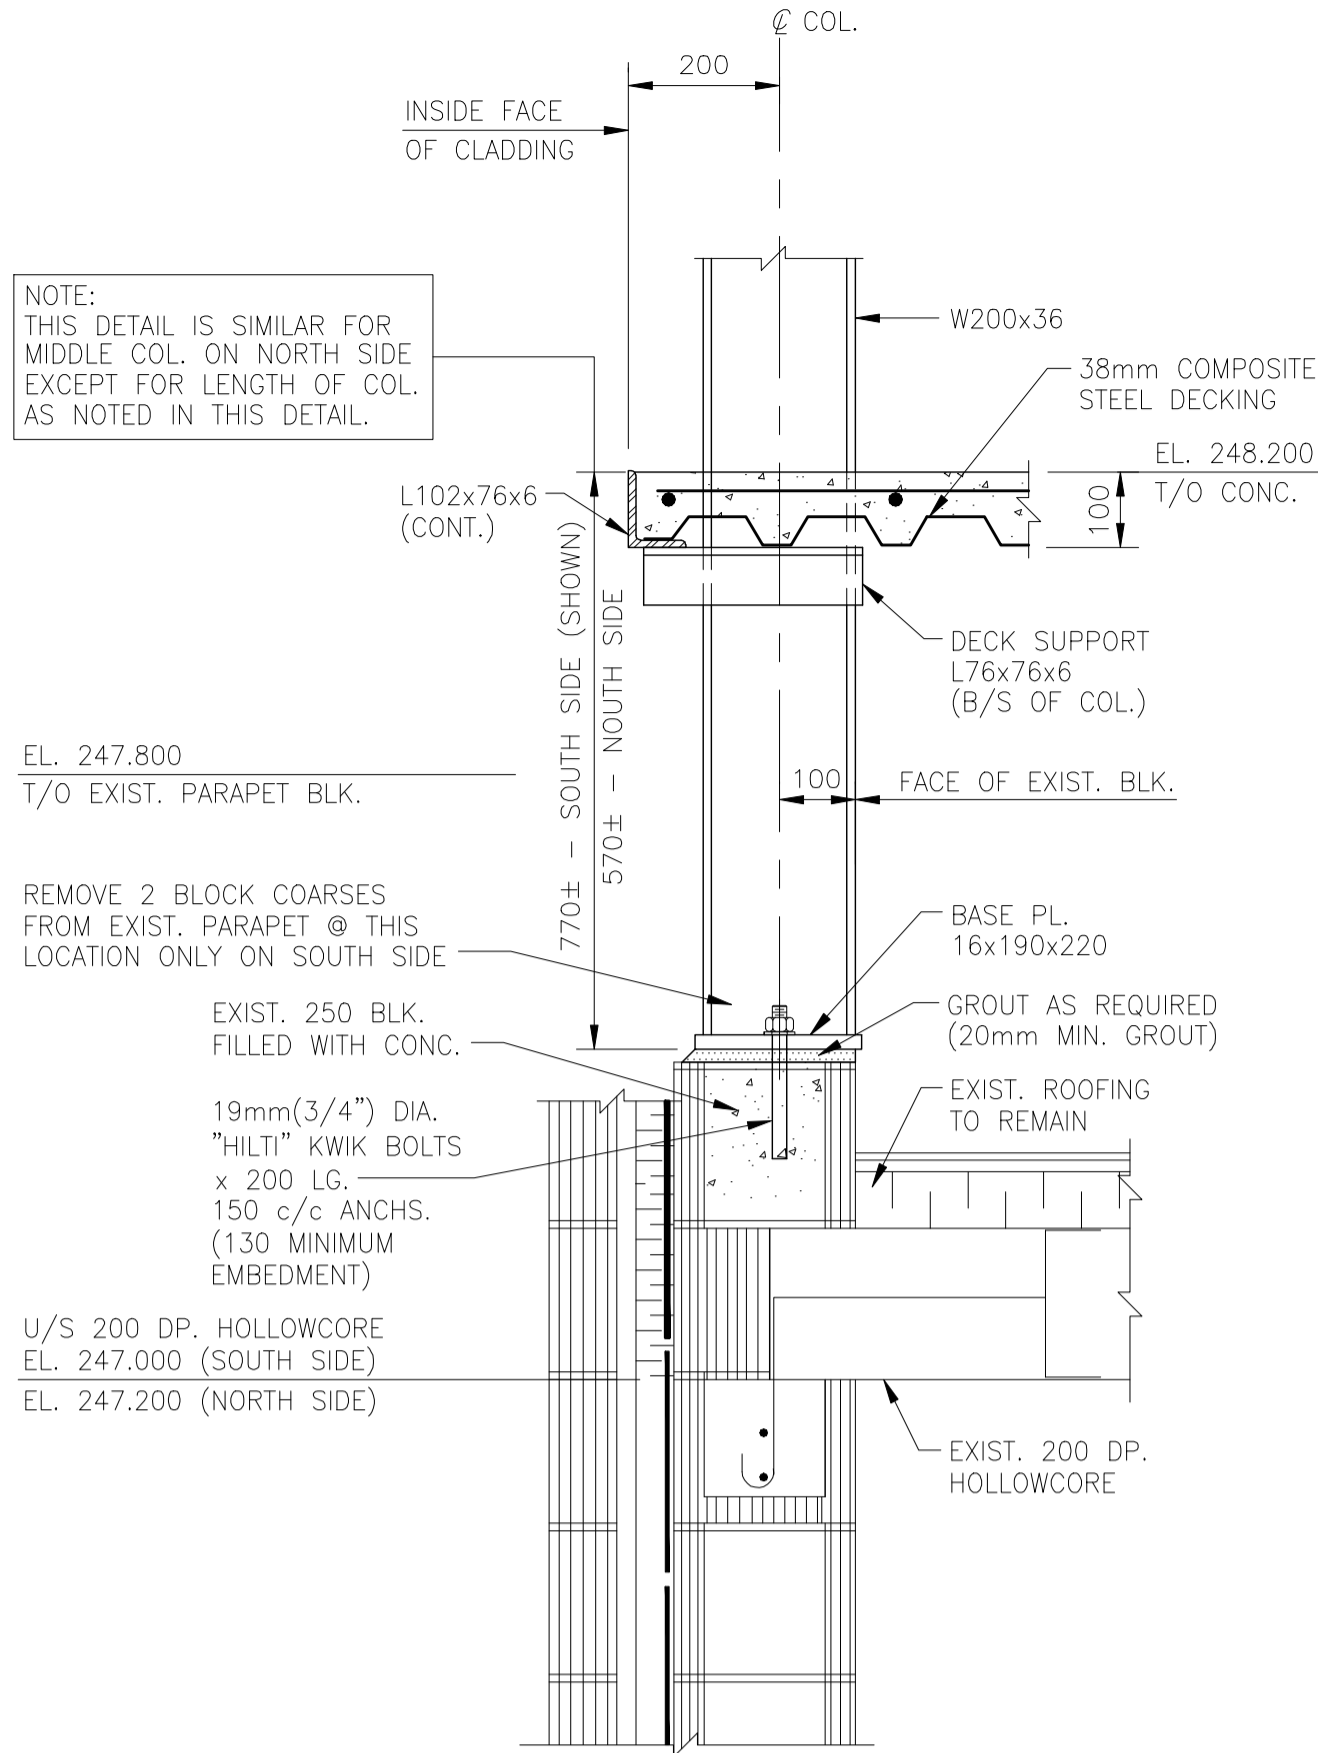 ℄ COL.
200
INSIDE FACE
OF CLADDING
NOTE:
THIS DETAIL IS SIMILAR FOR
MIDDLE COL. ON NORTH SIDE
EXCEPT FOR LENGTH OF COL.
AS NOTED IN THIS DETAIL.
W200x36
38mm COMPOSITE
STEEL DECKING
EL. 248.200
T/O CONC.
100
L102x76x6
(CONT.)
770± - SOUTH SIDE (SHOWN)
570± - NOUTH SIDE
DECK SUPPORT
L76x76x6
(B/S OF COL.)
EL. 247.800
T/O EXIST. PARAPET BLK.
100
FACE OF EXIST. BLK.
REMOVE 2 BLOCK COARSES
FROM EXIST. PARAPET @ THIS
LOCATION ONLY ON SOUTH SIDE
BASE PL.
16x190x220
EXIST. 250 BLK.
FILLED WITH CONC.
GROUT AS REQUIRED
(20mm MIN. GROUT)
19mm(3/4") DIA.
"HILTI" KWIK BOLTS
x 200 LG.
150 c/c ANCHS.
(130 MINIMUM
EMBEDMENT)
EXIST. ROOFING
TO REMAIN
U/S 200 DP. HOLLOWCORE
EL. 247.000 (SOUTH SIDE)
EL. 247.200 (NORTH SIDE)
EXIST. 200 DP.
HOLLOWCORE